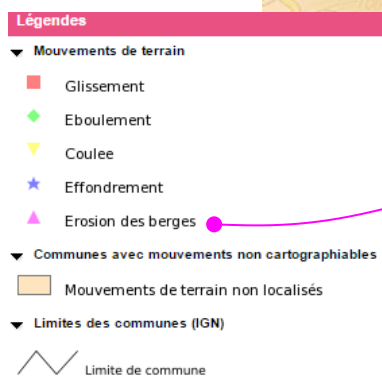 Légendes
Mouvements de terrain
Glissement
Eboulement
Coulee
Effondrement
Erosion des berges
Communes avec mouvements non cartographiables
Mouvements de terrain non localisés
Limites des communes (IGN)
Limite de commune